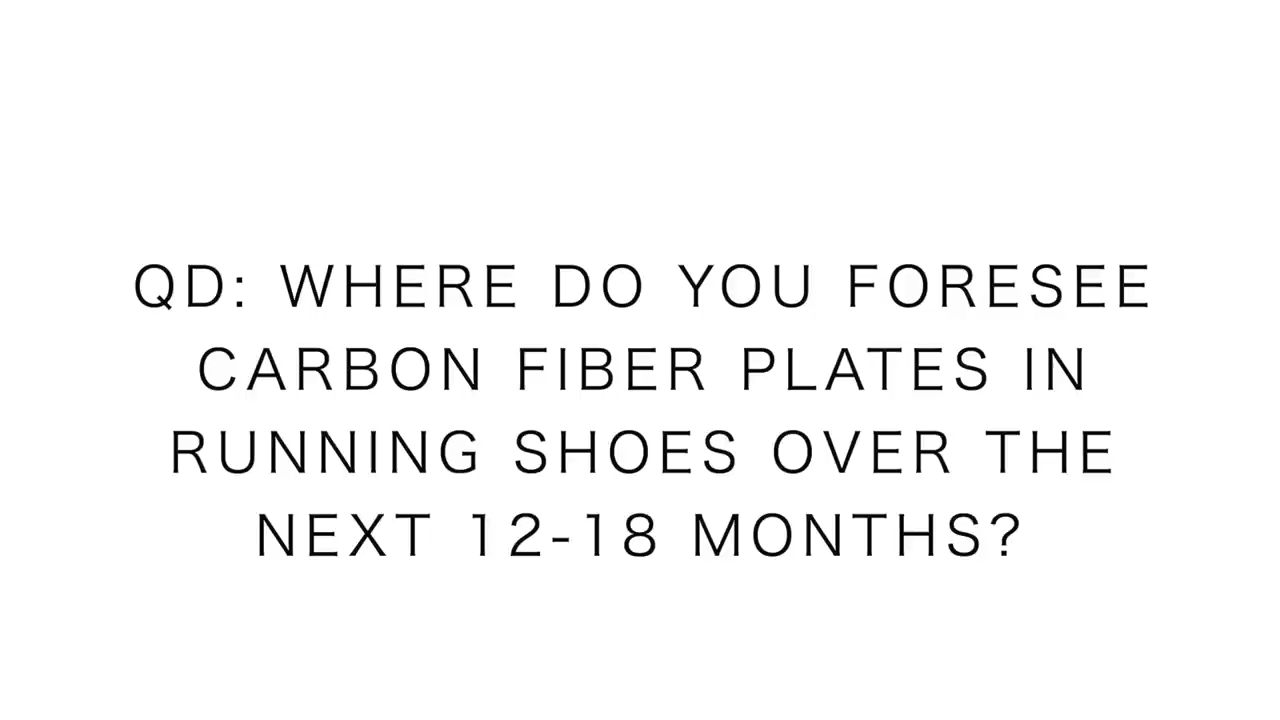 QD: WHERE DO YOU FORESEE
CARBON FIBER PLATES IN
RUNNING SHOES OVER THE
NEXT 12-18 MONTHS?